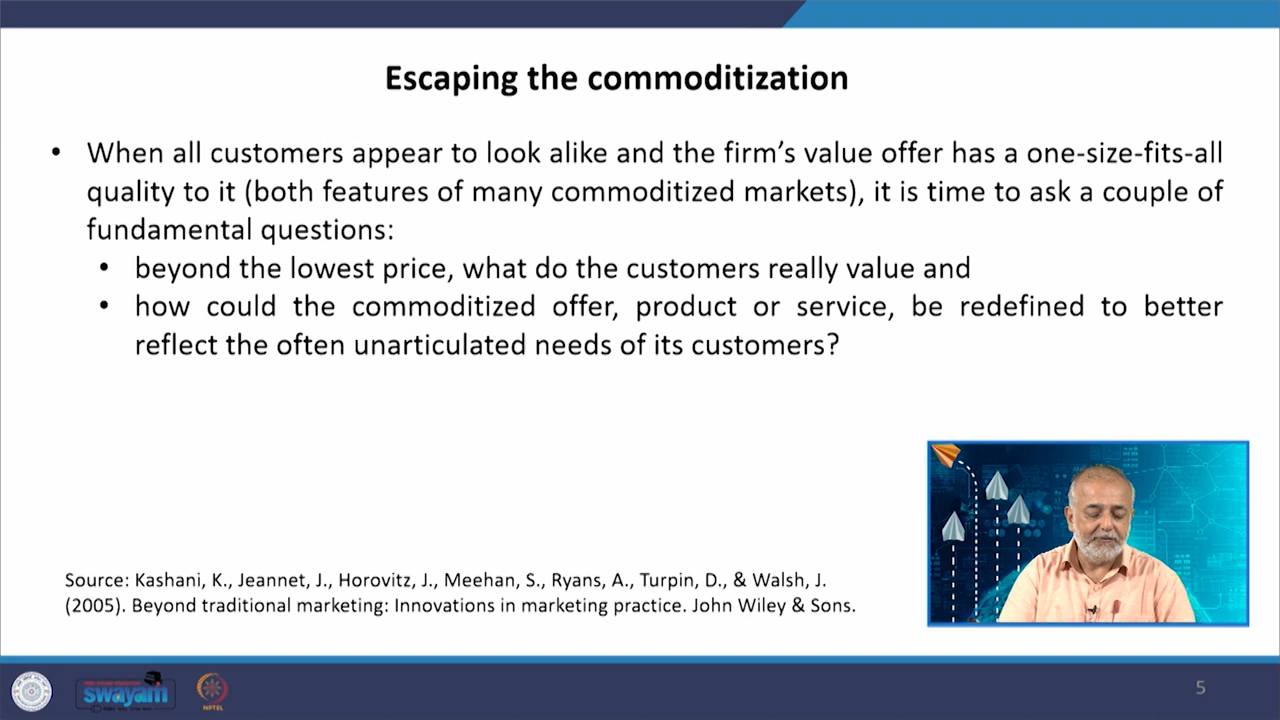 Escaping the commoditization
• When all customers appear to look alike and the firm's value offer has a one-size-fits-all
quality to it (both features of many commoditized markets), it is time to ask a couple of
fundamental questions:
• beyond the lowest price, what do the customers really value and
• how could the commoditized offer, product or service, be redefined to better
reflect the often unarticulated needs of its customers?
Source: Kashani, K., Jeannet, J., Horovitz, J., Meehan, S., Ryans, A., Turpin, D., & Walsh, J.
(2005). Beyond traditional marketing: Innovations in marketing practice. John Wiley & Sons.
swayam
NPTEL
5